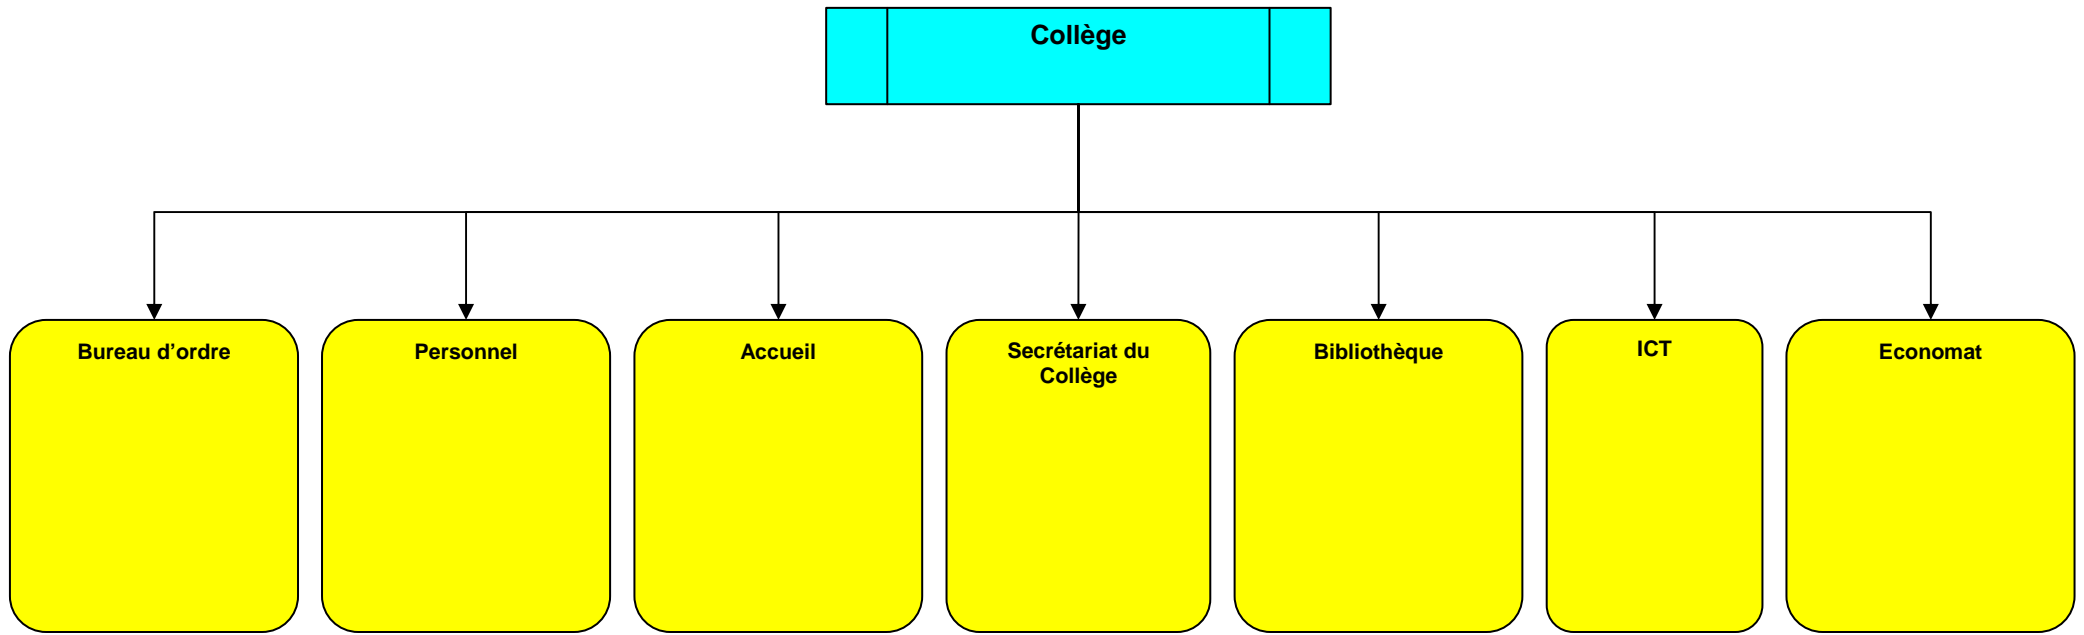 Collège
Bureau d’ordre
Personnel
Accueil
Secrétariat du
Collège
Bibliothèque
ICT
Economat